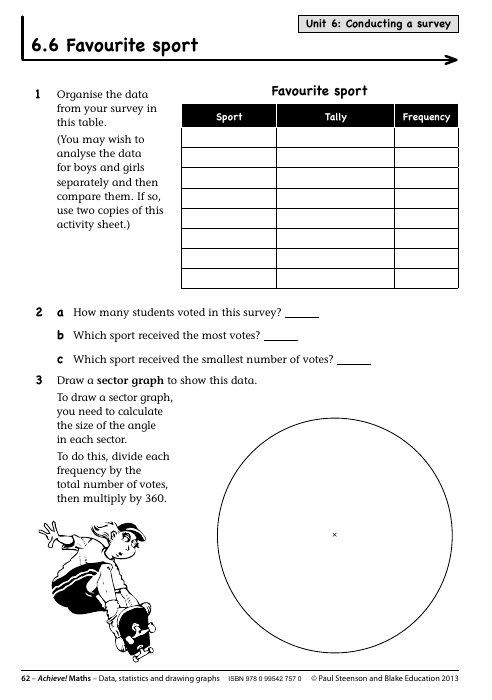 Unit 6: Conducting a survey
6.6 Favourite sport
1 Organise the data
from your survey in
this table.
(You may wish to
analyse the data
for boys and girls
separately and then
compare them. If so,
use two copies of this
activity sheet.)
Favourite sport
Sport Tally Frequency
2 a How many students voted in this survey? ______
b Which sport received the most votes? ______
c Which sport received the smallest number of votes? ______
3 Draw a sector graph to show this data.
To draw a sector graph,
you need to calculate
the size of the angle
in each sector.
To do this, divide each
frequency by the
total number of votes,
then multiply by 360.
×
62 – Achieve! Maths – Data, statistics and drawing graphs ISBN 978 0 99542 757 0 © Paul Steenson and Blake Education 2013